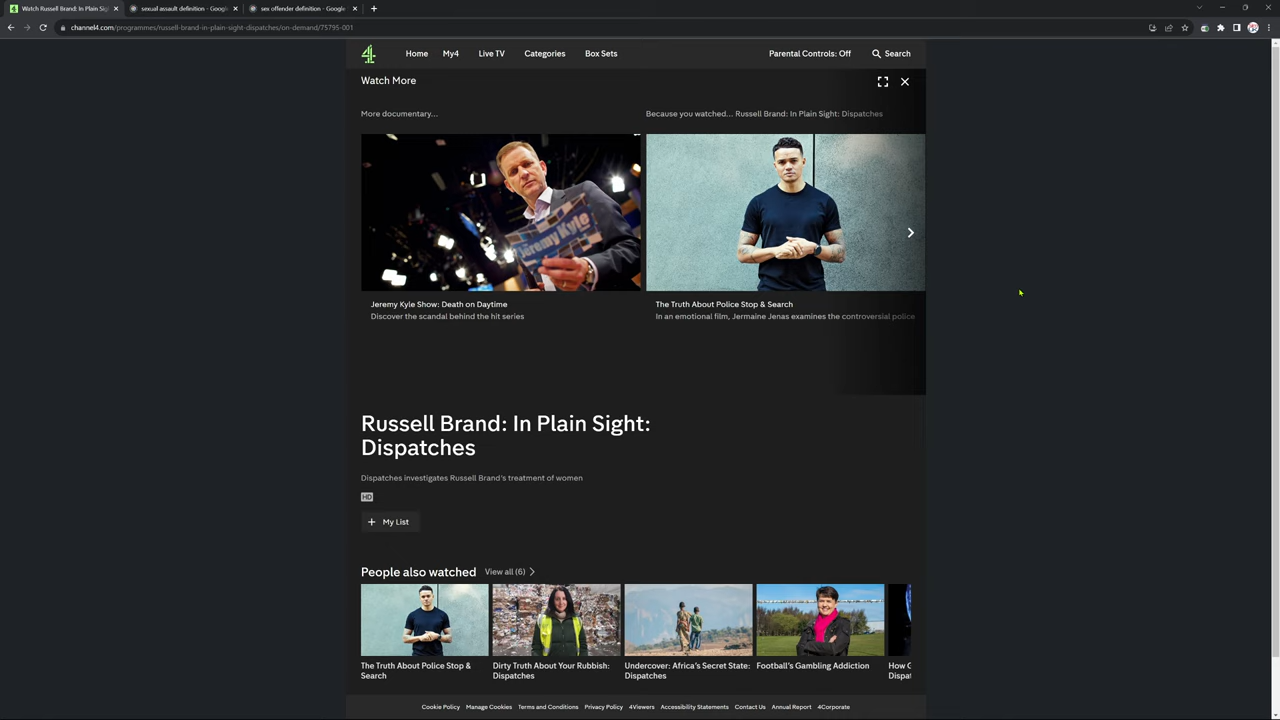 Watch Russell Brand: In Plain Sigh
sexual assault definition - Googl
sex offender definition - Google
channel4.com/programmes/russell-brand-in-plain-sight-dispatches/on-demand/75795-001
4
Home
My4
Live TV
Categories
Box Sets
Parental Controls: Off
Search
Watch More
More documentary...
Because you watched... Russell Brand: In Plain Sight: Dispatches
Jeremy Kyle
Jeremy Kyle Show: Death on Daytime
Discover the scandal behind the hit series
The Truth About Police Stop & Search
In an emotional film, Jermaine Jenas examines the controversial police
Russell Brand: In Plain Sight:
Dispatches
Dispatches investigates Russell Brand's treatment of women
HD
+ My List
People also watched
View all (6)
The Truth About Police Stop &
Search
Dirty Truth About Your Rubbish:
Dispatches
Undercover: Africa's Secret State:
Dispatches
Football's Gambling Addiction
How G
Dispat
Cookie Policy
Manage Cookies
Terms and Conditions
Privacy Policy
4Viewers
Accessibility Statements
Contact Us
Annual Report
4Corporate